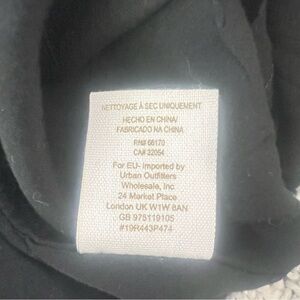 NETTOYAGE À SEC UNIQUEMENT
HECHO EN CHINA/
FABRICADO NA CHINA
RN# 66170
CA# 22054
For EU- Imported by
Urban Outfitters
Wholesale, Inc
24 Market Place
London UK W1W 8AN
GB 975119105
#19R443P474